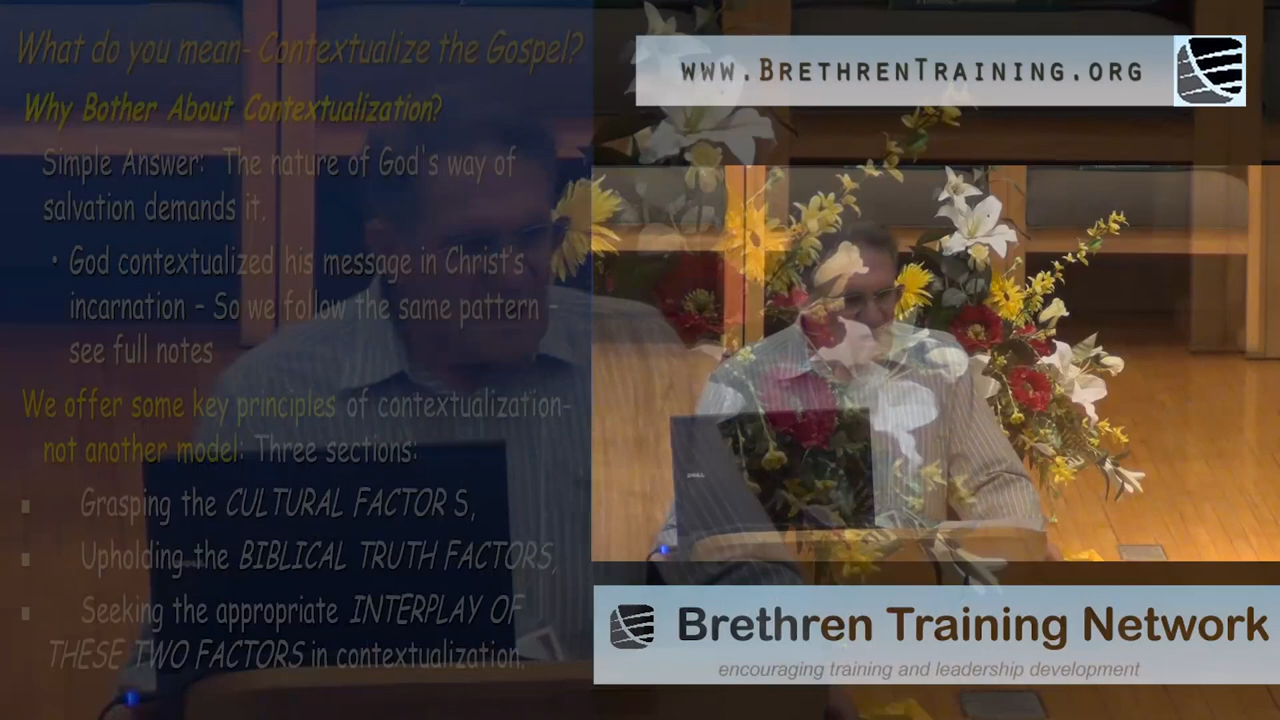 What do you mean- Contextualize the Gospel?
Why Bother About Contextualization?
Simple Answer: The nature of God's way of
salvation demands it.
• God contextualized his message in Christ's
incarnation – So we follow the same pattern –
see full notes
We offer some key principles of contextualization-
not another model: Three sections:
▪ Grasping the CULTURAL FACTOR S,
▪ Upholding the BIBLICAL TRUTH FACTORS,
▪ Seeking the appropriate INTERPLAY OF
THESE TWO FACTORS in contextualization.
www.BrethrenTraining.org
DELL
Brethren Training Network
encouraging training and leadership development